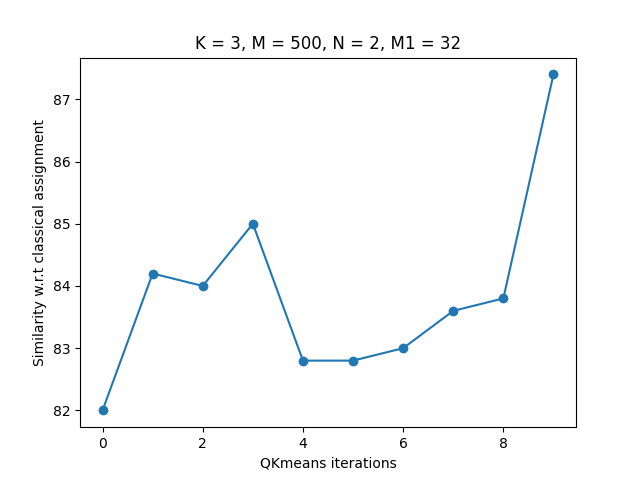 K = 3, M = 500, N = 2, M1 = 32
87
86
85
84
83
82
Similarity w.r.t classical assignment
0 2 4 6 8
QKmeans iterations